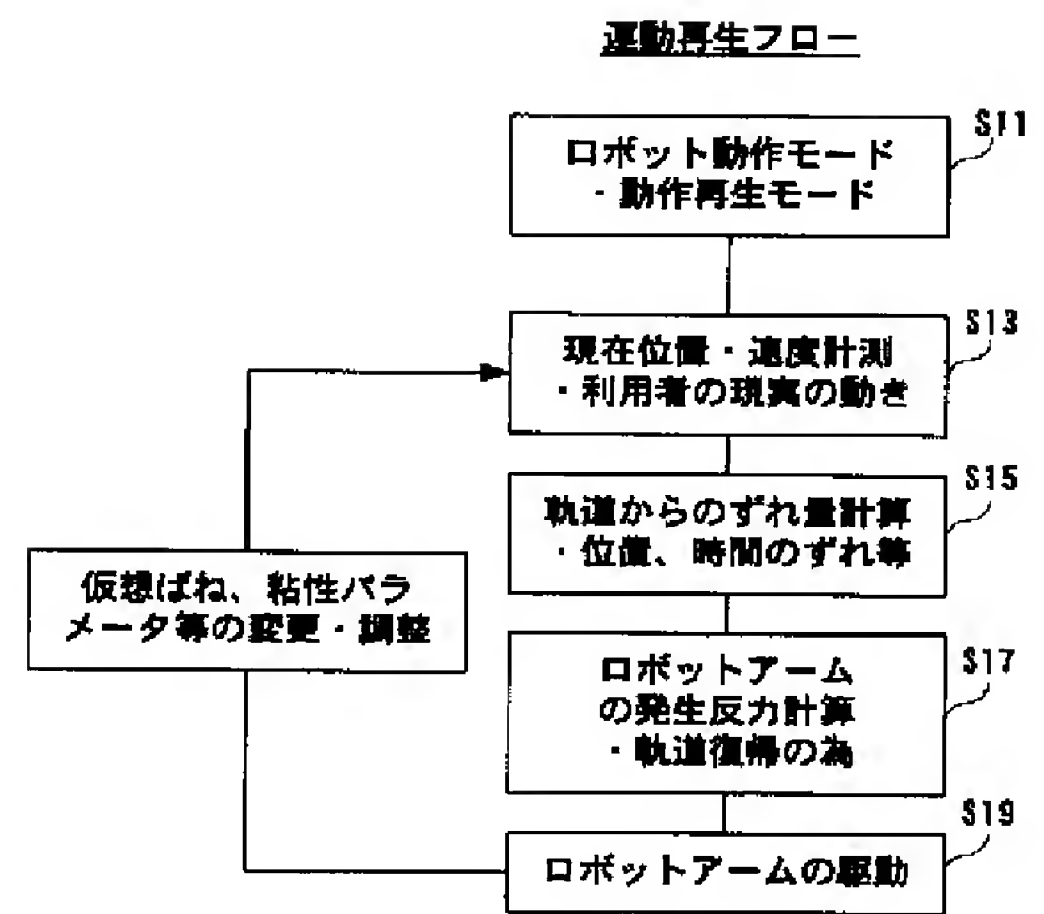 運動再生フロー
S11
ロボット動作モード
・動作再生モード
S13
現在位置・速度計測
・利用者の現実の動き
S15
軌道からのずれ量計算
・位置、時間のずれ等
仮想ばね、粘性パラ
メータ等の変更・調整
S17
ロボットアーム
の発生反力計算
・軌道復帰の為
S19
ロボットアームの駆動